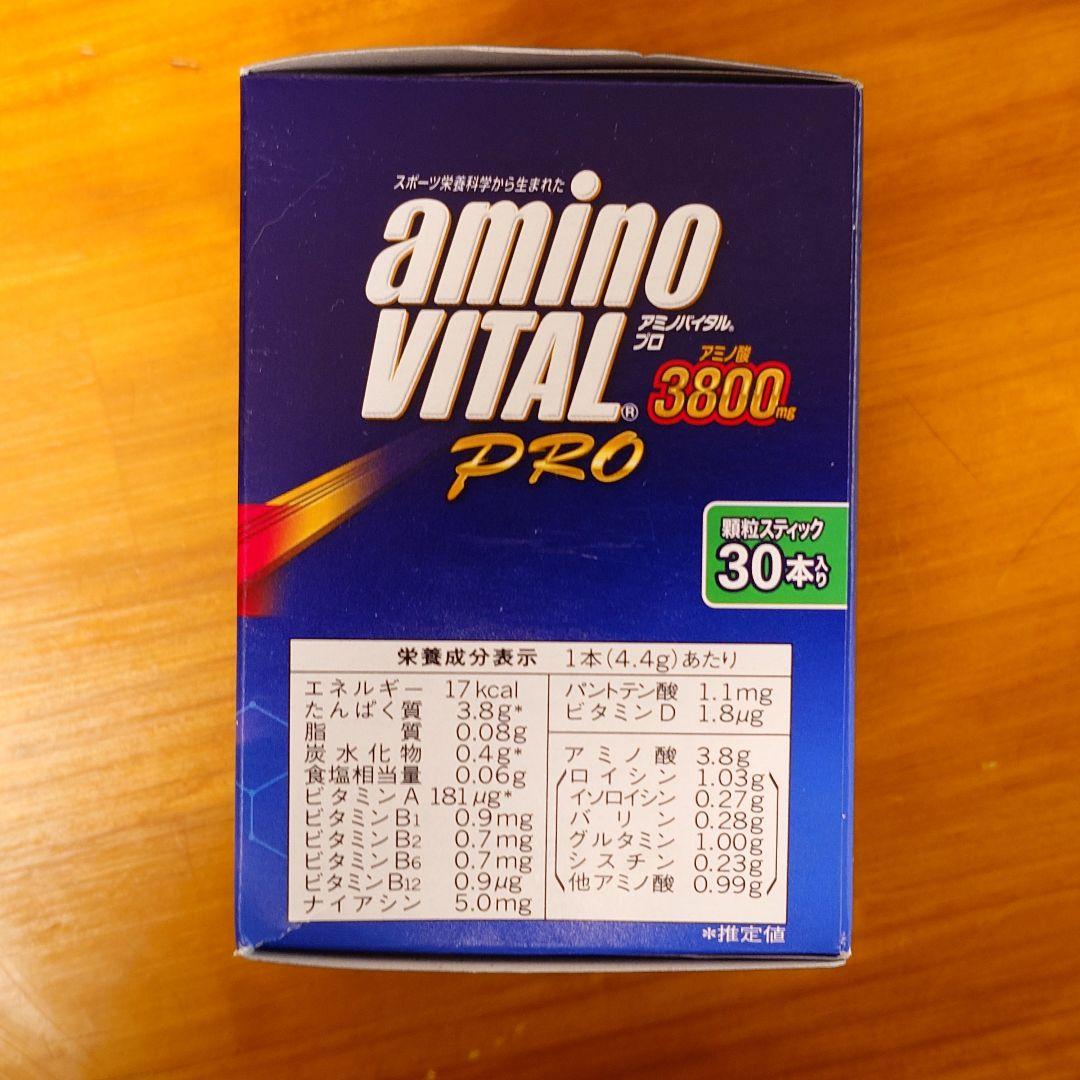 スポーツ栄養科学から生まれた
amino
VITAL®
アミノバイタル®
プロ
アミノ酸
3800mg
PRO
顆粒スティック
30本入り
栄養成分表示 1本(4.4g)あたり
エネルギー 17kcal
たんぱく質 3.8g*
脂質 0.08g
炭水化物 0.4g*
食塩相当量 0.06g
ビタミンA 181μg*
ビタミンB1 0.9mg
ビタミンB2 0.7mg
ビタミンB6 0.7mg
ビタミンB12 0.9μg
ナイアシン 5.0mg
パントテン酸 1.1mg
ビタミンD 1.8μg
アミノ酸 3.8g
ロイシン 1.03g
イソロイシン 0.27g
バリン 0.28g
グルタミン 1.00g
シスチン 0.23g
他アミノ酸 0.99g
*推定値